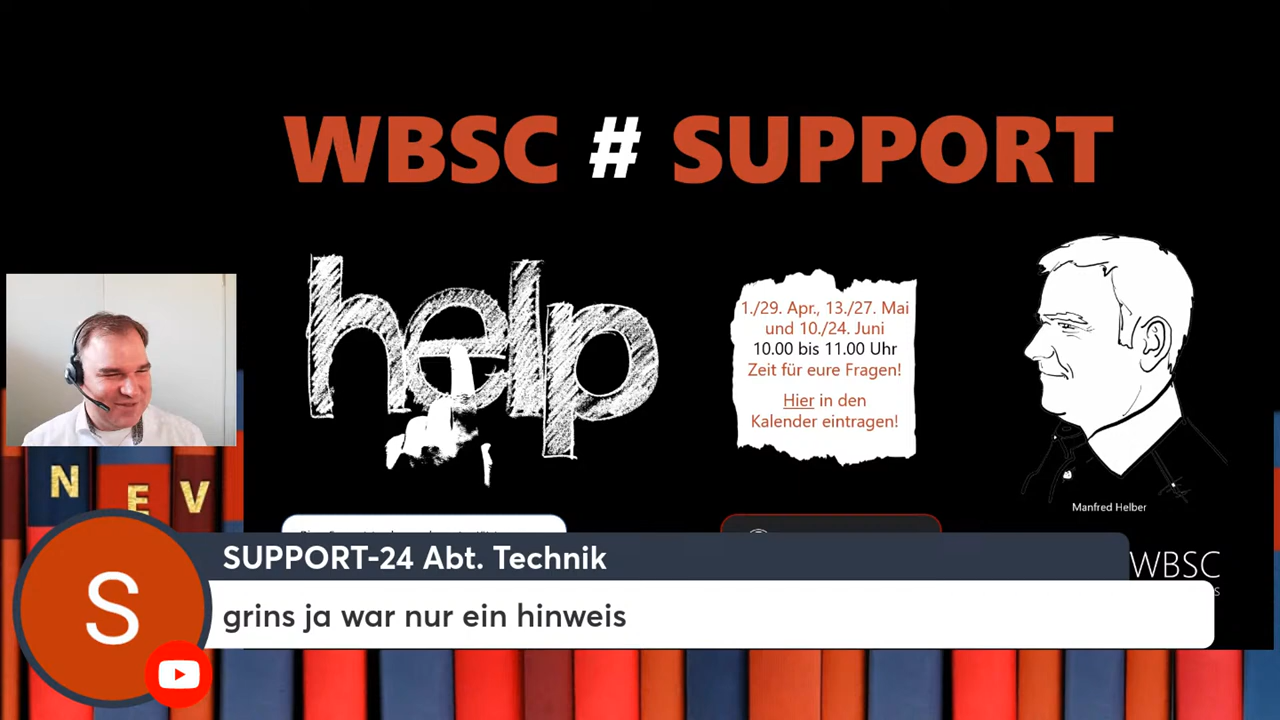 WBSC # SUPPORT
help
1./29. Apr., 13./27. Mai
und 10./24. Juni
10.00 bis 11.00 Uhr
Zeit für eure Fragen!
Hier in den
Kalender eintragen!
Manfred Helber
N E V
SUPPORT-24 Abt. Technik
WBSC
S
grins ja war nur ein hinweis